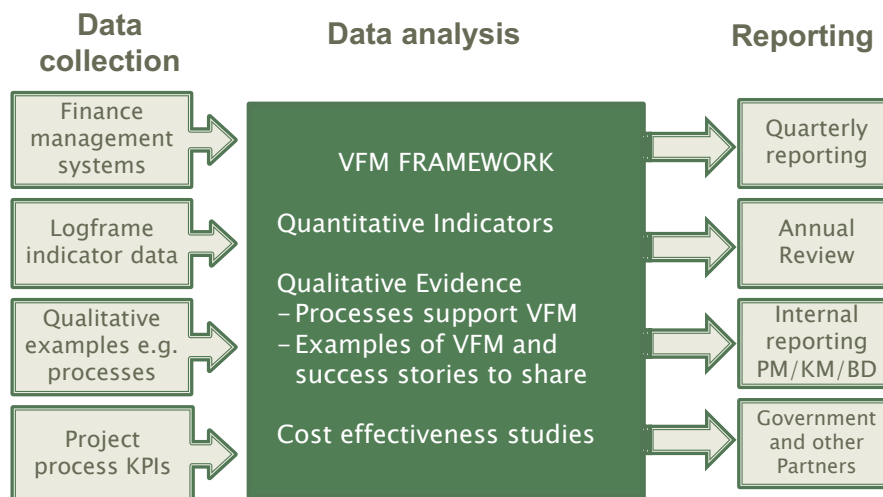 Data
collection
Data analysis
Reporting
Finance
management
systems
Logframe
indicator data
Qualitative
examples e.g.
processes
Project
process KPIs
VFM FRAMEWORK
Quantitative Indicators
Qualitative Evidence
– Processes support VFM
– Examples of VFM and
success stories to share
Cost effectiveness studies
Quarterly
reporting
Annual
Review
Internal
reporting
PM/KM/BD
Government
and other
Partners